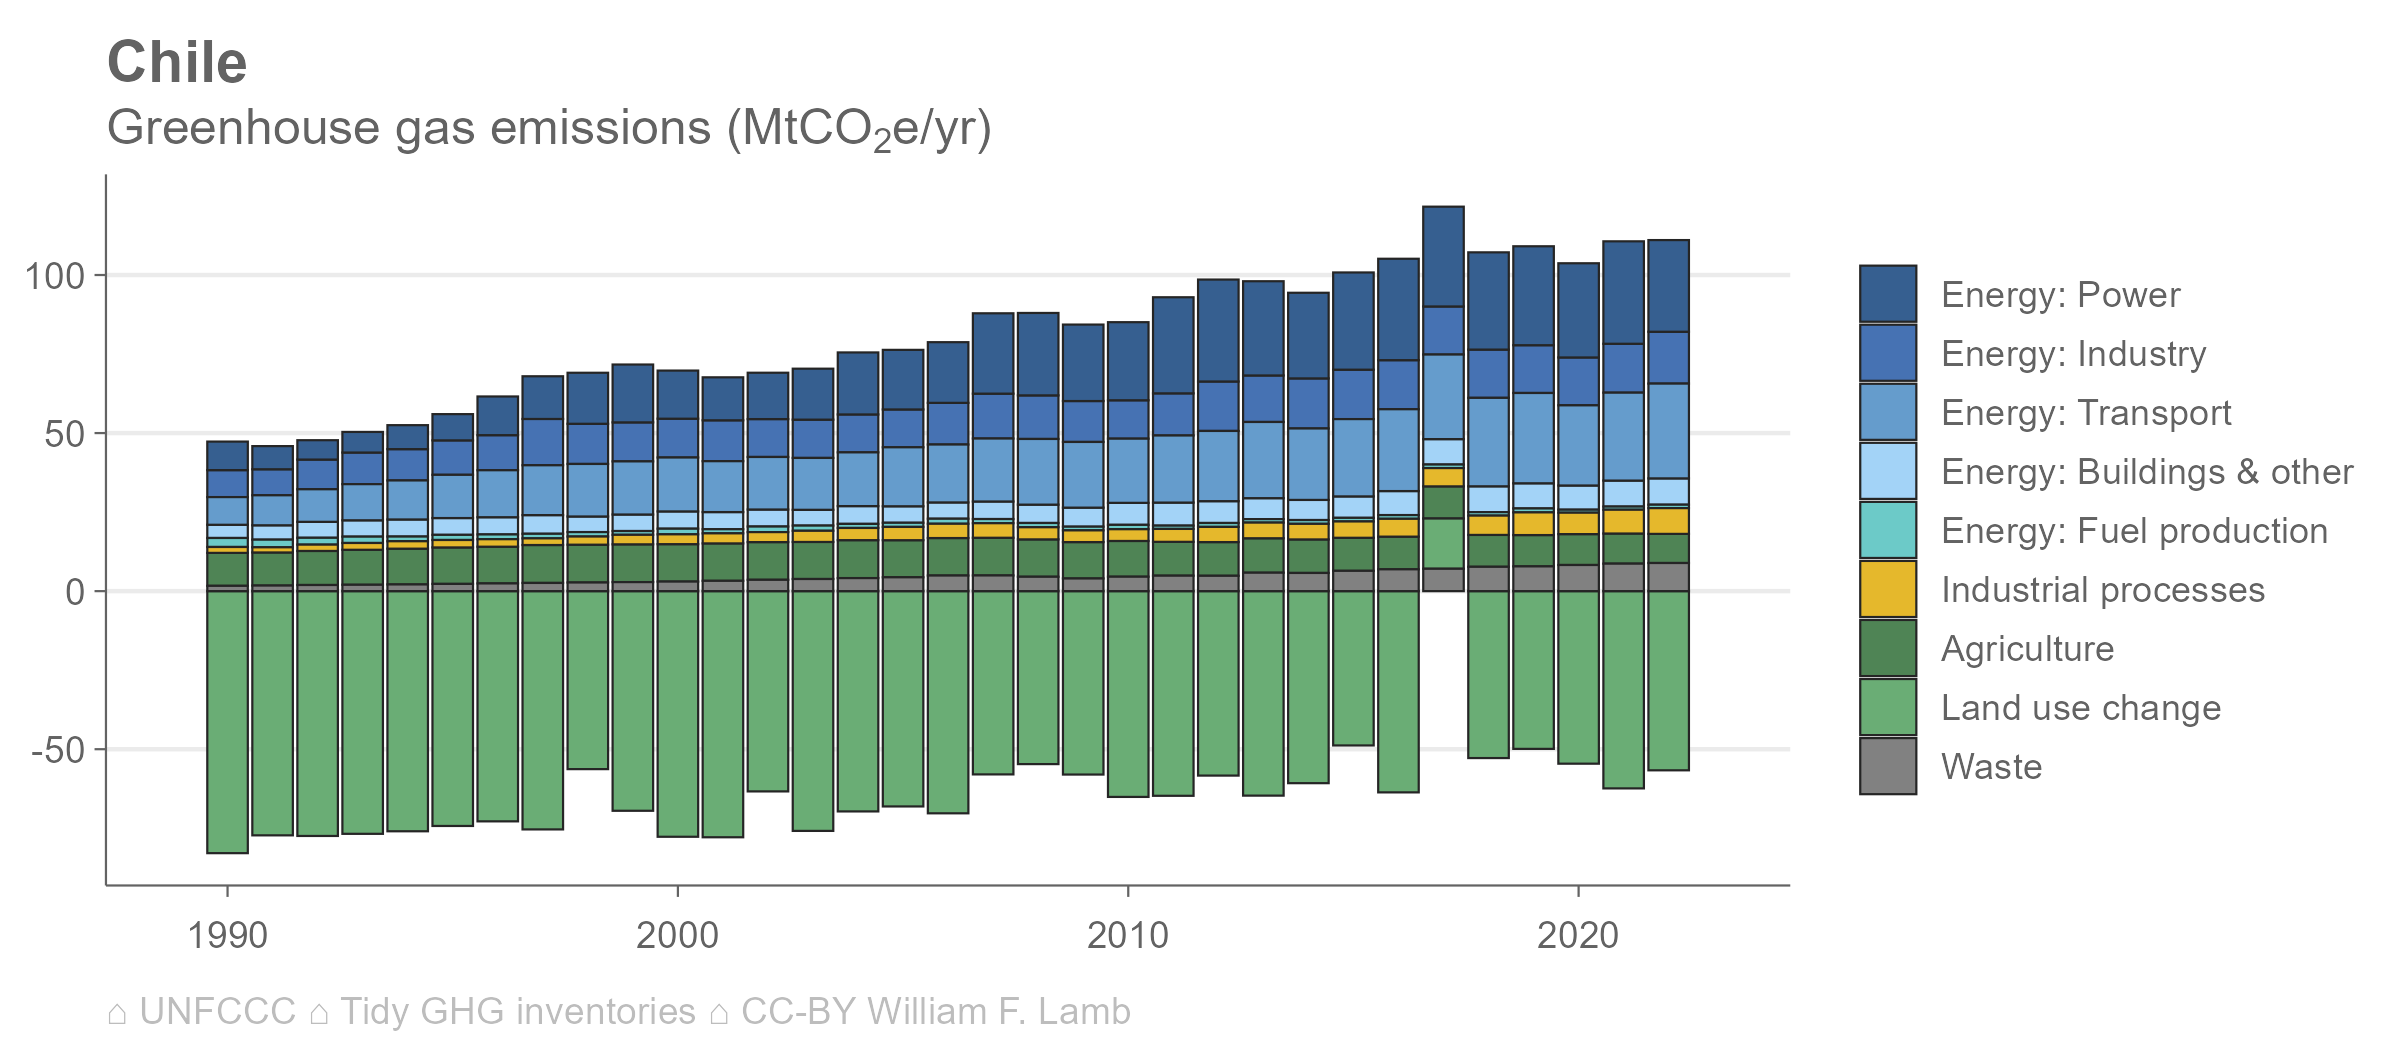 Chile
Greenhouse gas emissions (MtCO₂e/yr)
100
50
0
-50
1990
2000
2010
2020
Energy: Power
Energy: Industry
Energy: Transport
Energy: Buildings & other
Energy: Fuel production
Industrial processes
Agriculture
Land use change
Waste
⌂ UNFCCC ⌂ Tidy GHG inventories ⌂ CC-BY William F. Lamb